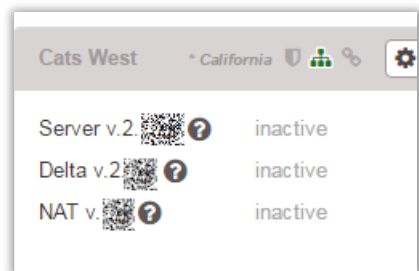 Cats West * California
Server v.2. inactive
Delta v.2 inactive
NAT v. inactive